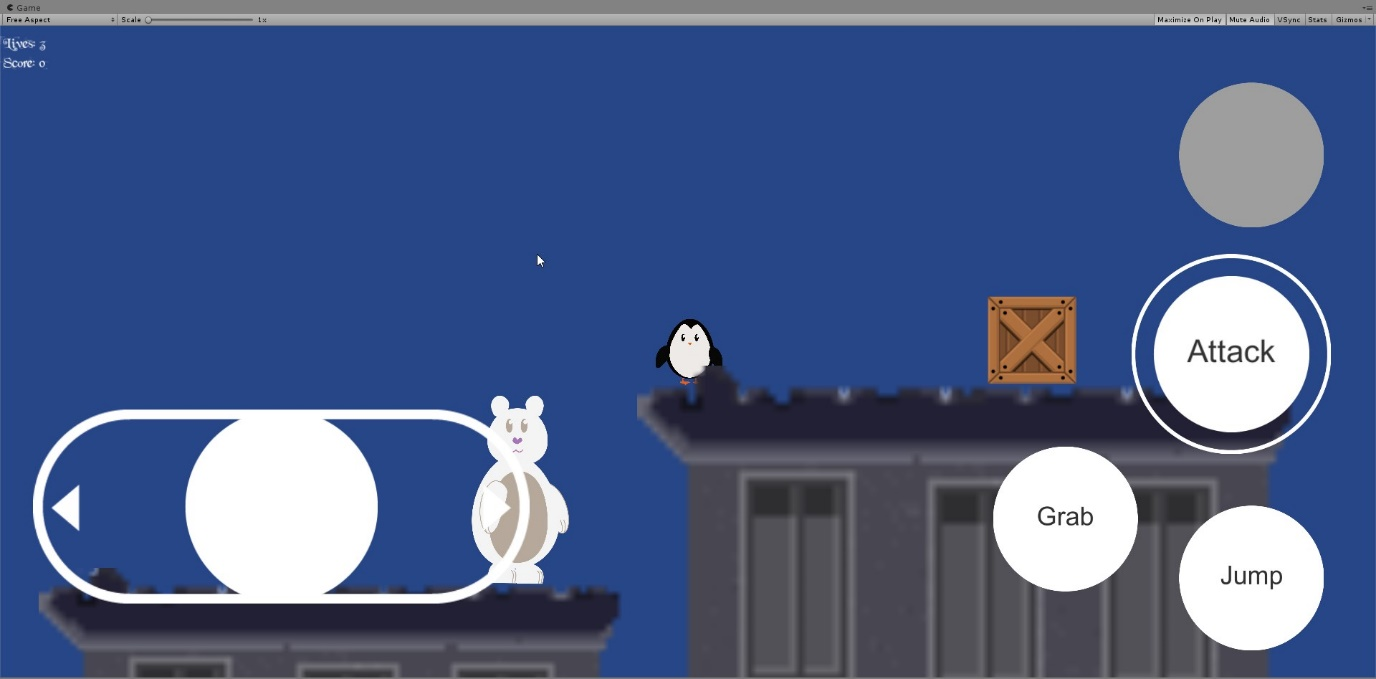 Game
Free Aspect Scale 1x Maximize On Play Mute Audio VSync Stats Gizmos
Lives: 3
Score: 0
Attack
Grab
Jump